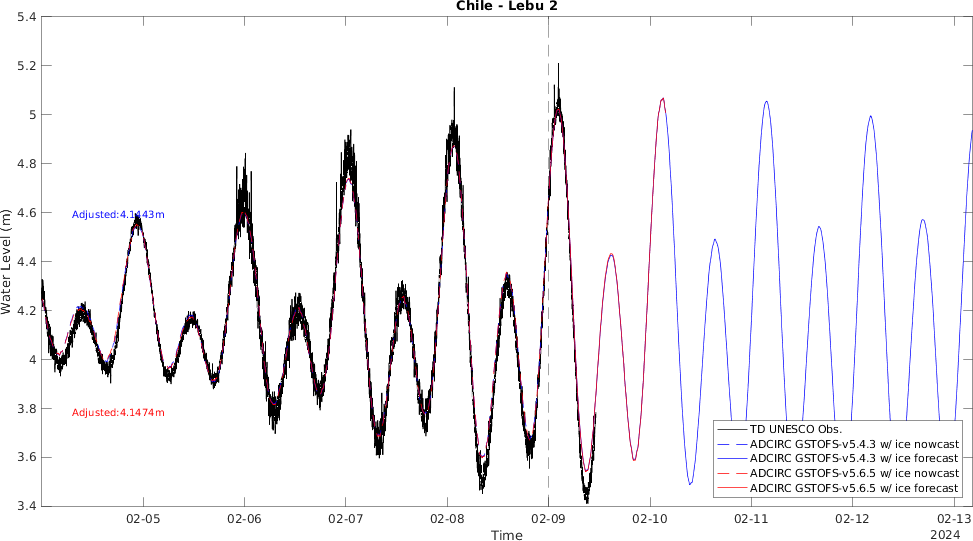 Chile - Lebu 2
5.4
5.2
5
4.8
4.6
4.4
4.2
4
3.8
3.6
3.4
Water Level (m)
Adjusted:4.1443m
Adjusted:4.1474m
TD UNESCO Obs.
ADCIRC GSTOFS-v5.4.3 w/ ice nowcast
ADCIRC GSTOFS-v5.4.3 w/ ice forecast
ADCIRC GSTOFS-v5.6.5 w/ ice nowcast
ADCIRC GSTOFS-v5.6.5 w/ ice forecast
02-05 02-06 02-07 02-08 02-09 02-10 02-11 02-12 02-13
2024
Time